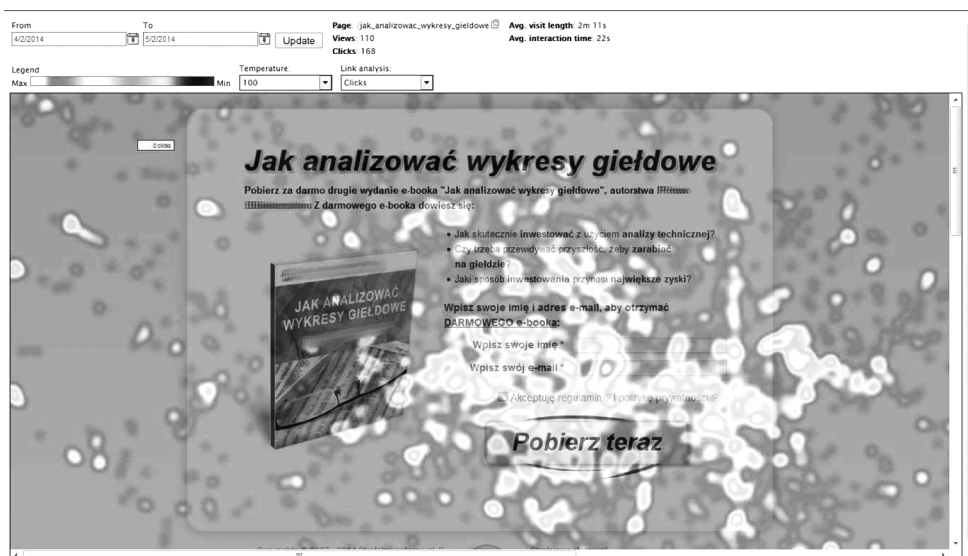 From
To
4/2/2014
5/2/2014
Update
Page: /jak_analizowac_wykresy_gieldowe
Views: 110
Clicks: 168
Avg. visit length: 2m 11s
Avg. interaction time: 22s
Legend
Max
Min
Temperature:
100
Link analysis:
Clicks
0 clicks
Jak analizować wykresy giełdowe
Pobierz za darmo drugie wydanie e-booka "Jak analizować wykresy giełdowe", autorstwa
Z darmowego e-booka dowiesz się:
• Jak skutecznie inwestować z użyciem analizy technicznej?
• Czy trzeba przewidywać przyszłość, żeby zarabiać
na giełdzie?
• Jaki sposób inwestowania przynosi największe zyski?
JAK ANALIZOWAĆ
WYKRESY GIEŁDOWE
Wpisz swoje imię i adres e-mail, aby otrzymać
DARMOWEGO e-booka:
Wpisz swoje imię *
Wpisz swój e-mail *
Akceptuję regulamin i politykę prywatności
Pobierz teraz